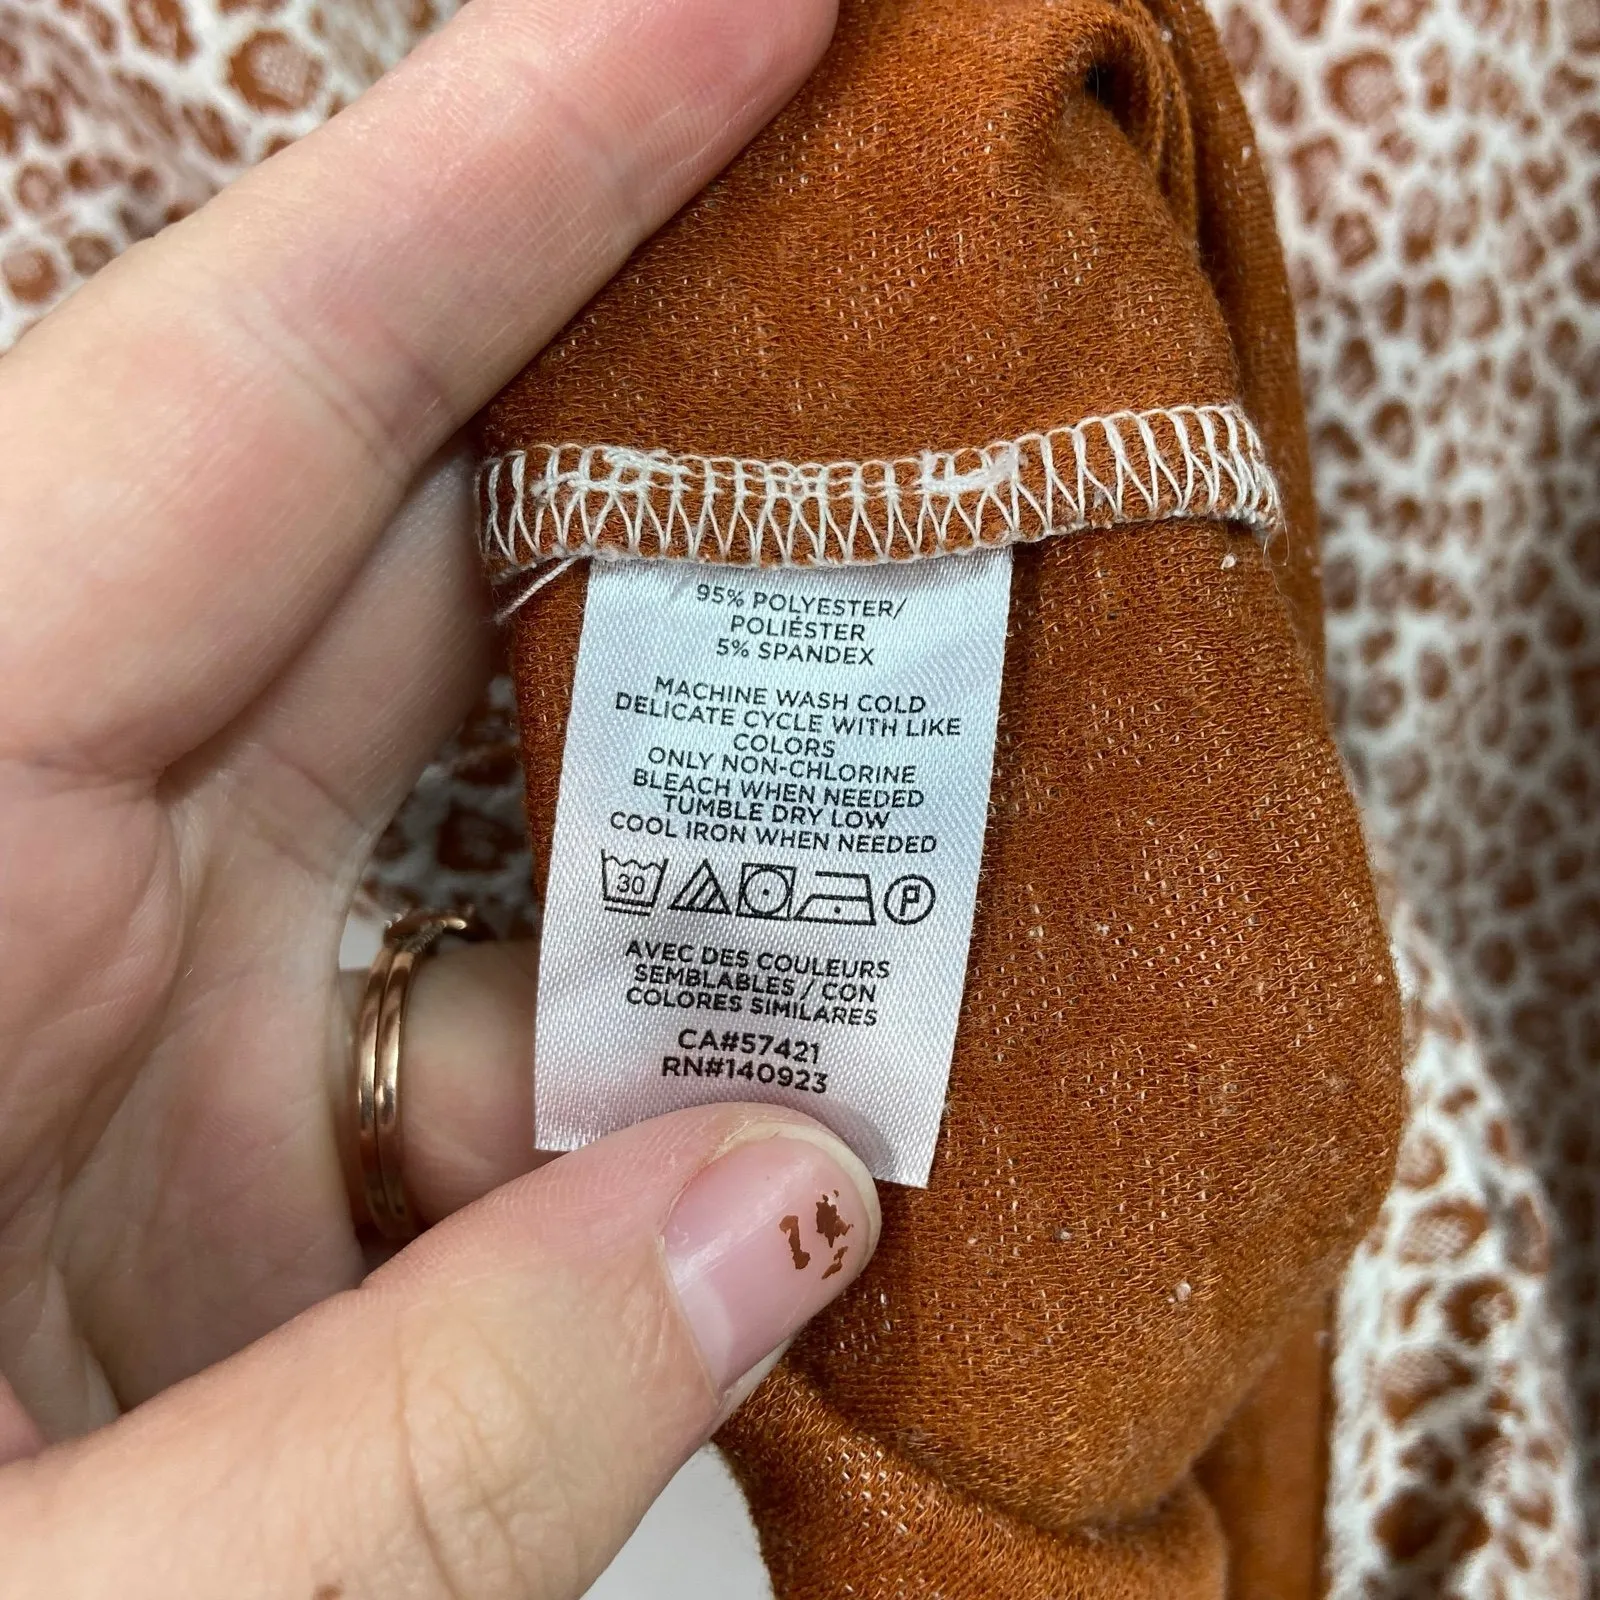 95% POLYESTER/
POLIÉSTER
5% SPANDEX
MACHINE WASH COLD
DELICATE CYCLE WITH LIKE
COLORS
ONLY NON-CHLORINE
BLEACH WHEN NEEDED
TUMBLE DRY LOW
COOL IRON WHEN NEEDED
30 P
AVEC DES COULEURS
SEMBLABLES / CON
COLORES SIMILARES
CA#57421
RN#140923